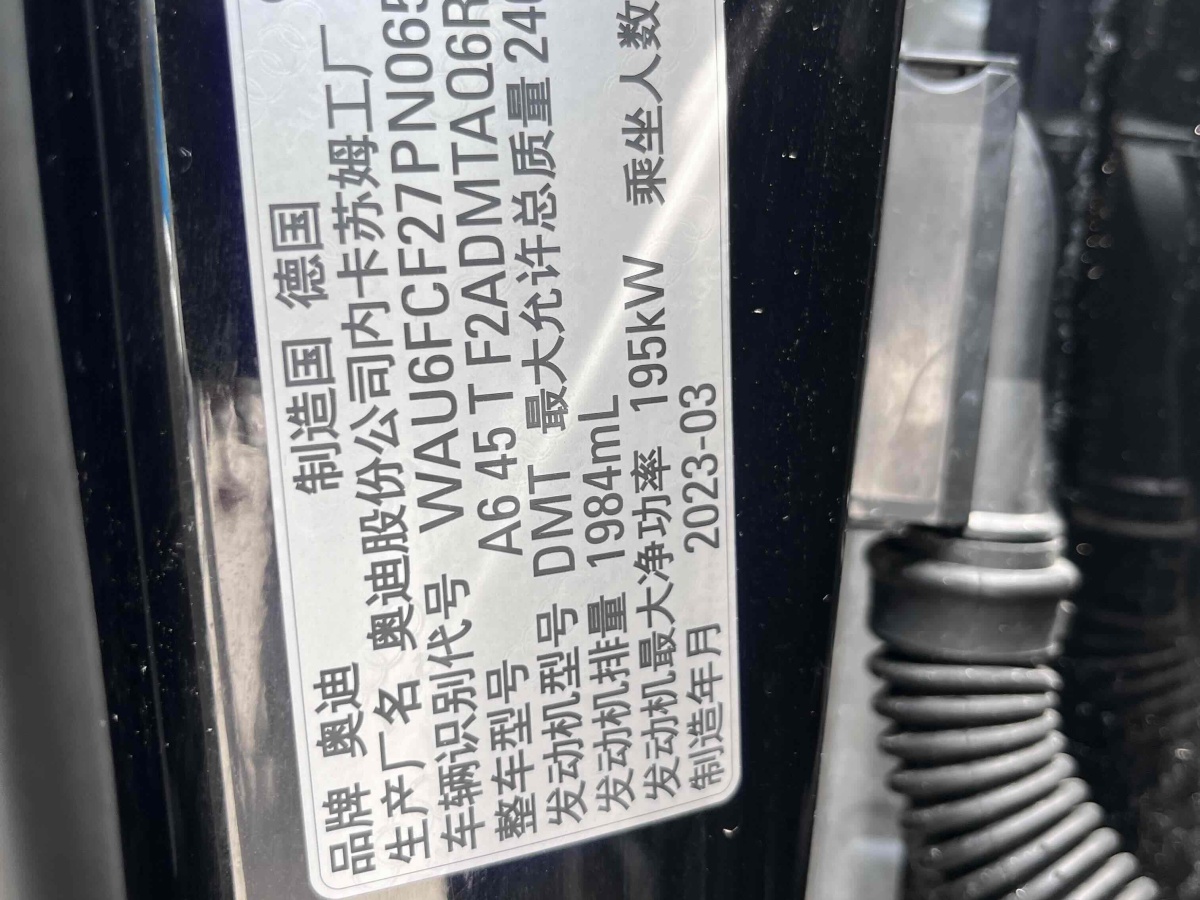 品牌 奥迪 制造国 德国
生产厂名 奥迪股份公司内卡苏姆工厂
车辆识别代号 WAU6FCF27PN065
整车型号 A6 45 T F2ADMTAQ6R
发动机型号 DMT 最大允许总质量 240
发动机排量 1984mL
发动机最大净功率 195kW 乘坐人数
制造年月 2023-03